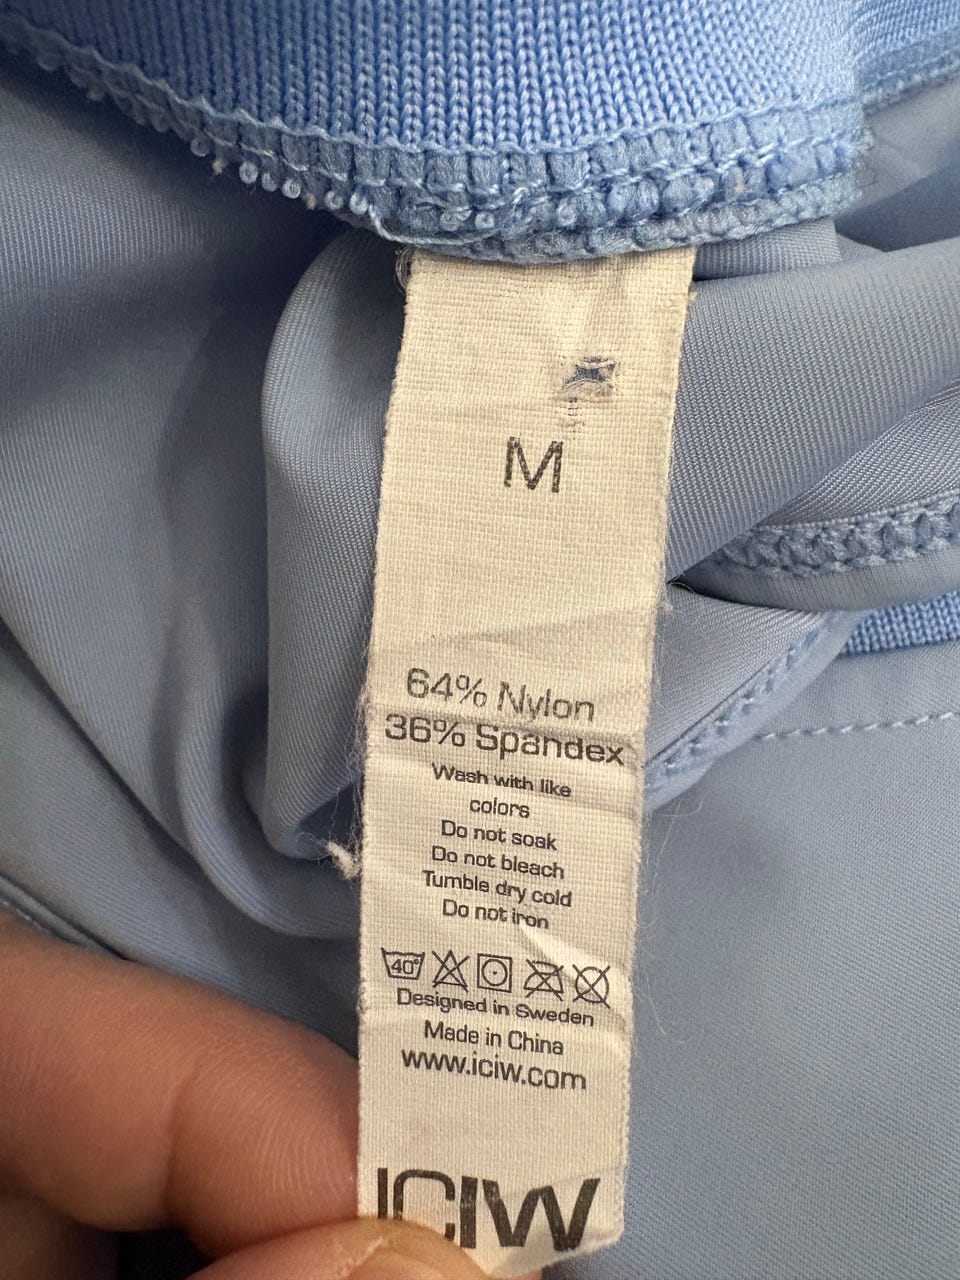 M
64% Nylon
36% Spandex
Wash with like
colors
Do not soak
Do not bleach
Tumble dry cold
Do not iron
40°
Designed in Sweden
Made in China
www.iciw.com
ICIW